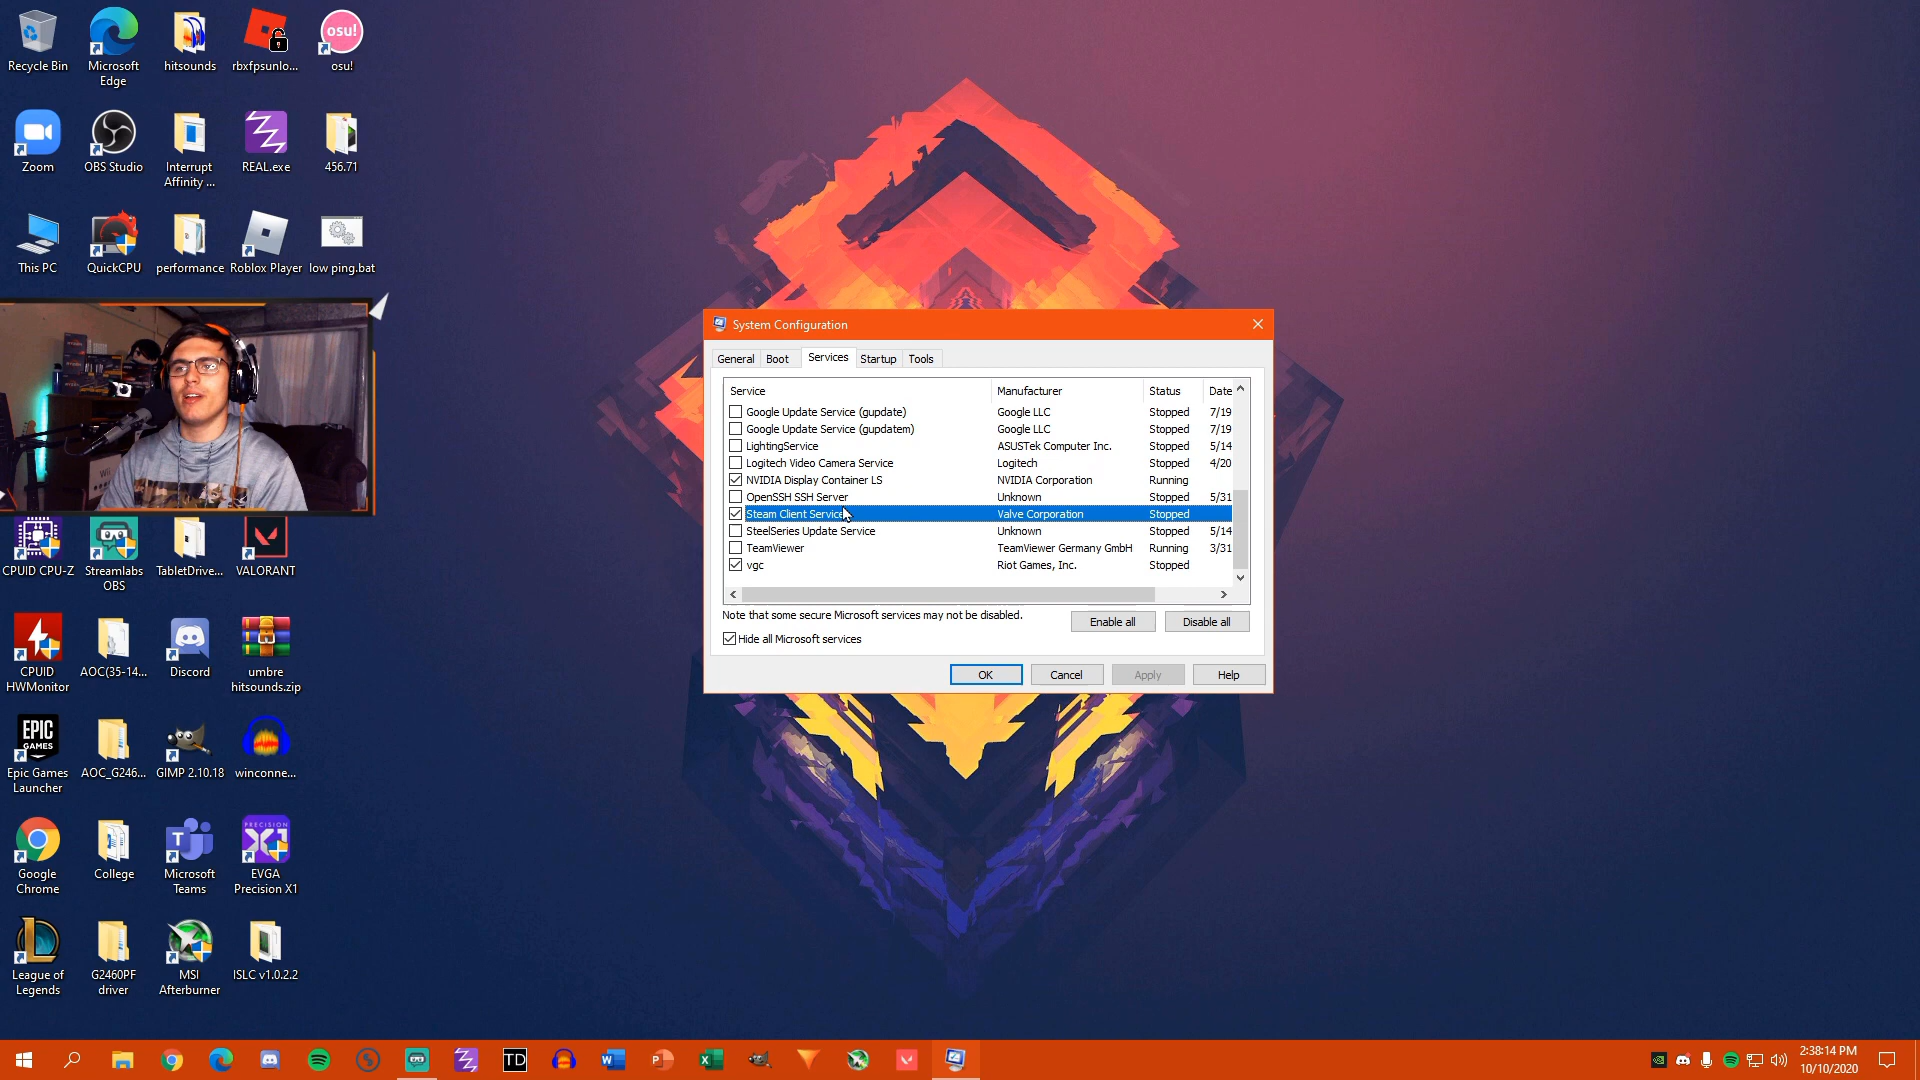 Recycle Bin
Microsoft
Edge
hitsounds
rbxfpsunlo...
osu!
osu!
Zoom
OBS Studio
Interrupt
Affinity ...
REAL.exe
456.71
This PC
QuickCPU
performance
Roblox Player
low ping.bat
CPUID CPU-Z
Streamlabs
OBS
TabletDrive...
VALORANT
CPUID
HWMonitor
AOC(35-14...
Discord
umbre
hitsounds.zip
EPIC
GAMES
Epic Games
Launcher
AOC_G246...
GIMP 2.10.18
winconne...
PRECISION
X1
Google
Chrome
College
Microsoft
Teams
EVGA
Precision X1
League of
Legends
G2460PF
driver
MSI
Afterburner
ISLC v1.0.2.2
System Configuration
General Boot Services Startup Tools
Service Manufacturer Status Date
Google Update Service (gupdate) Google LLC Stopped 7/19
Google Update Service (gupdatem) Google LLC Stopped 7/19
LightingService ASUSTek Computer Inc. Stopped 5/14
Logitech Video Camera Service Logitech Stopped 4/20
NVIDIA Display Container LS NVIDIA Corporation Running
OpenSSH SSH Server Unknown Stopped 5/31
Steam Client Service Valve Corporation Stopped
SteelSeries Update Service Unknown Stopped 5/14
TeamViewer TeamViewer Germany GmbH Running 3/31
vgc Riot Games, Inc. Stopped
Note that some secure Microsoft services may not be disabled.
Enable all Disable all
Hide all Microsoft services
OK Cancel Apply Help
TD
2:38:14 PM
10/10/2020